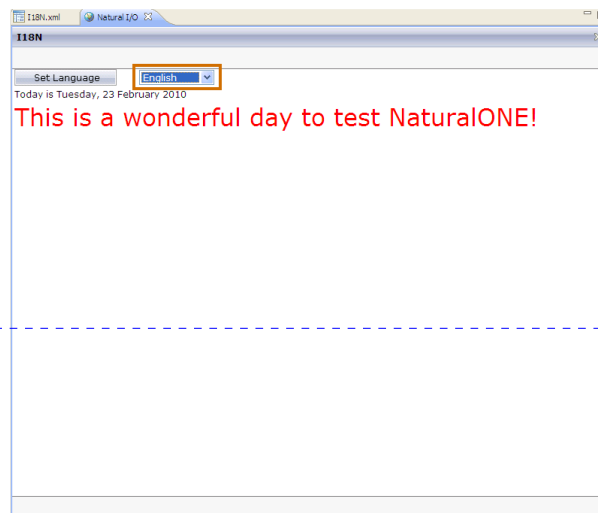 I18N.xml Natural I/O
I18N
Set Language English
Today is Tuesday, 23 February 2010
This is a wonderful day to test NaturalONE!